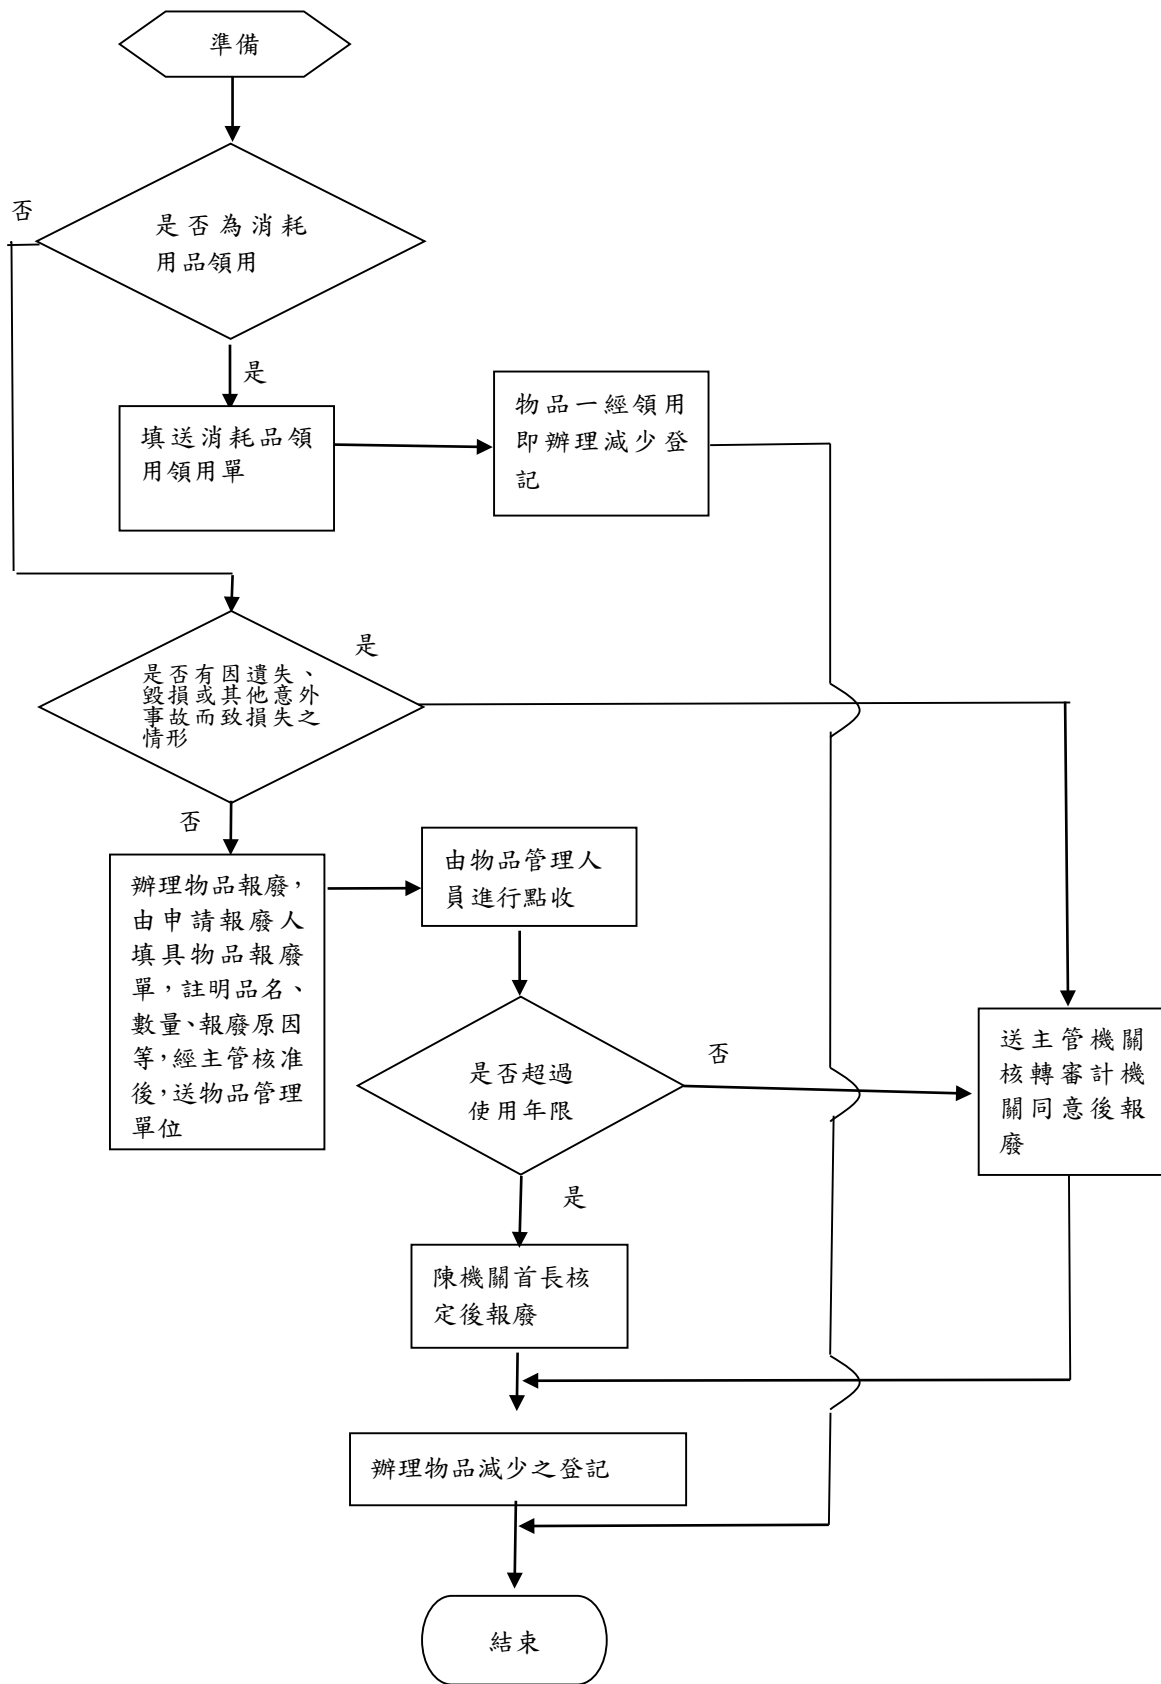 準備
否
是否為消耗
用品領用
是
填送消耗品領
用領用單
物品一經領用
即辦理減少登
記
是
是否有因遺失、
毀損或其他意外
事故而致損失之
情形
否
辦理物品報廢，
由申請報廢人
填具物品報廢
單，註明品名、
數量、報廢原因
等，經主管核准
後，送物品管理
單位
由物品管理人
員進行點收
是否超過
使用年限
否
送主管機關
核轉審計機
關同意後報
廢
是
陳機關首長核
定後報廢
辦理物品減少之登記
結束